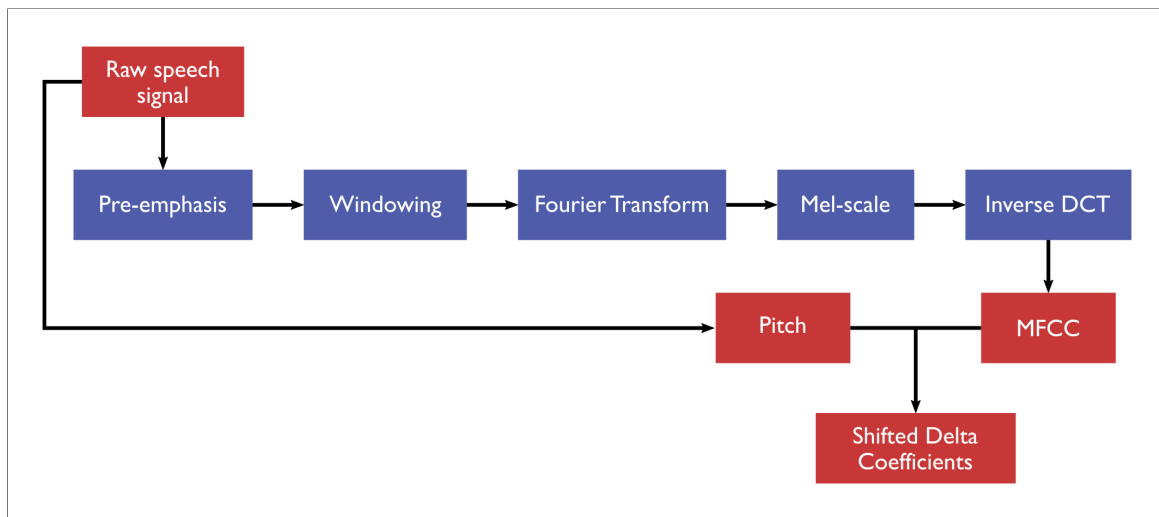 Raw speech
signal
Pre-emphasis
Windowing
Fourier Transform
Mel-scale
Inverse DCT
Pitch
MFCC
Shifted Delta
Coefficients